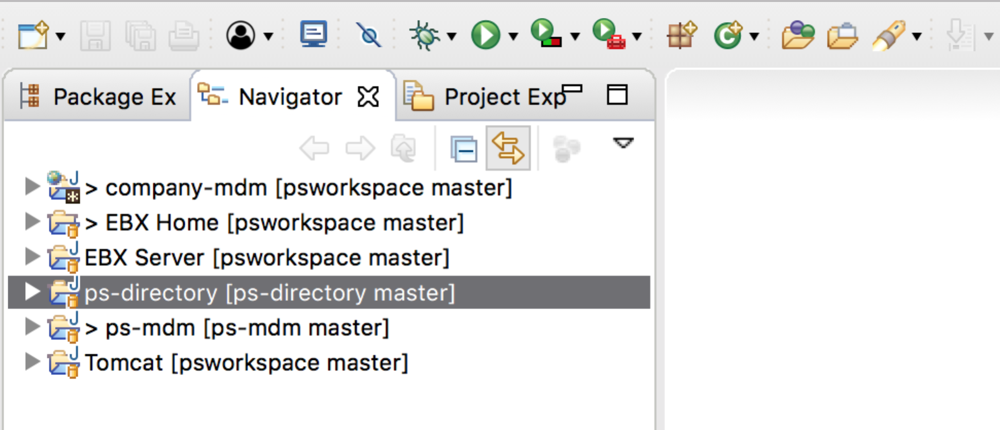 Package Ex
Navigator
Project Exp
> company-mdm [psworkspace master]
> EBX Home [psworkspace master]
EBX Server [psworkspace master]
ps-directory [ps-directory master]
> ps-mdm [ps-mdm master]
Tomcat [psworkspace master]